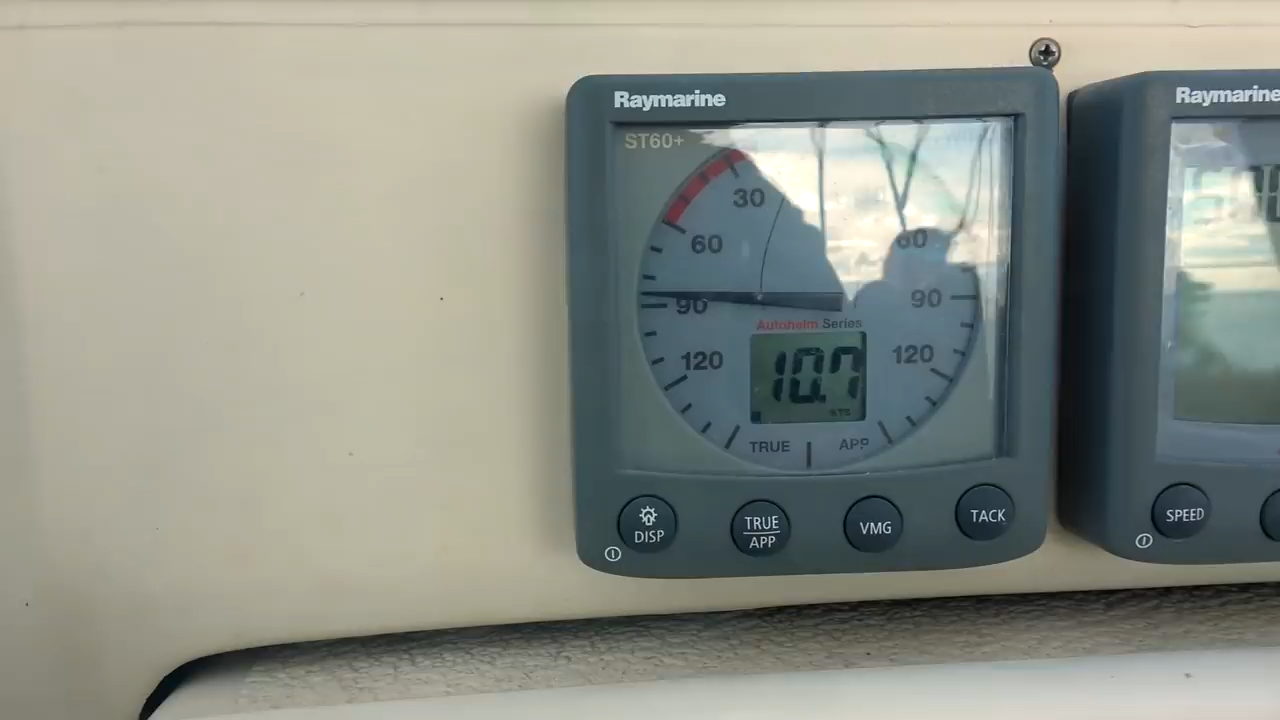 Raymarine
Raymarine
ST60+
30
60
60
90
90
Autohelm Series
120
120
10.7
KTS
TRUE
APP
DISP
TRUE
APP
VMG
TACK
SPEED